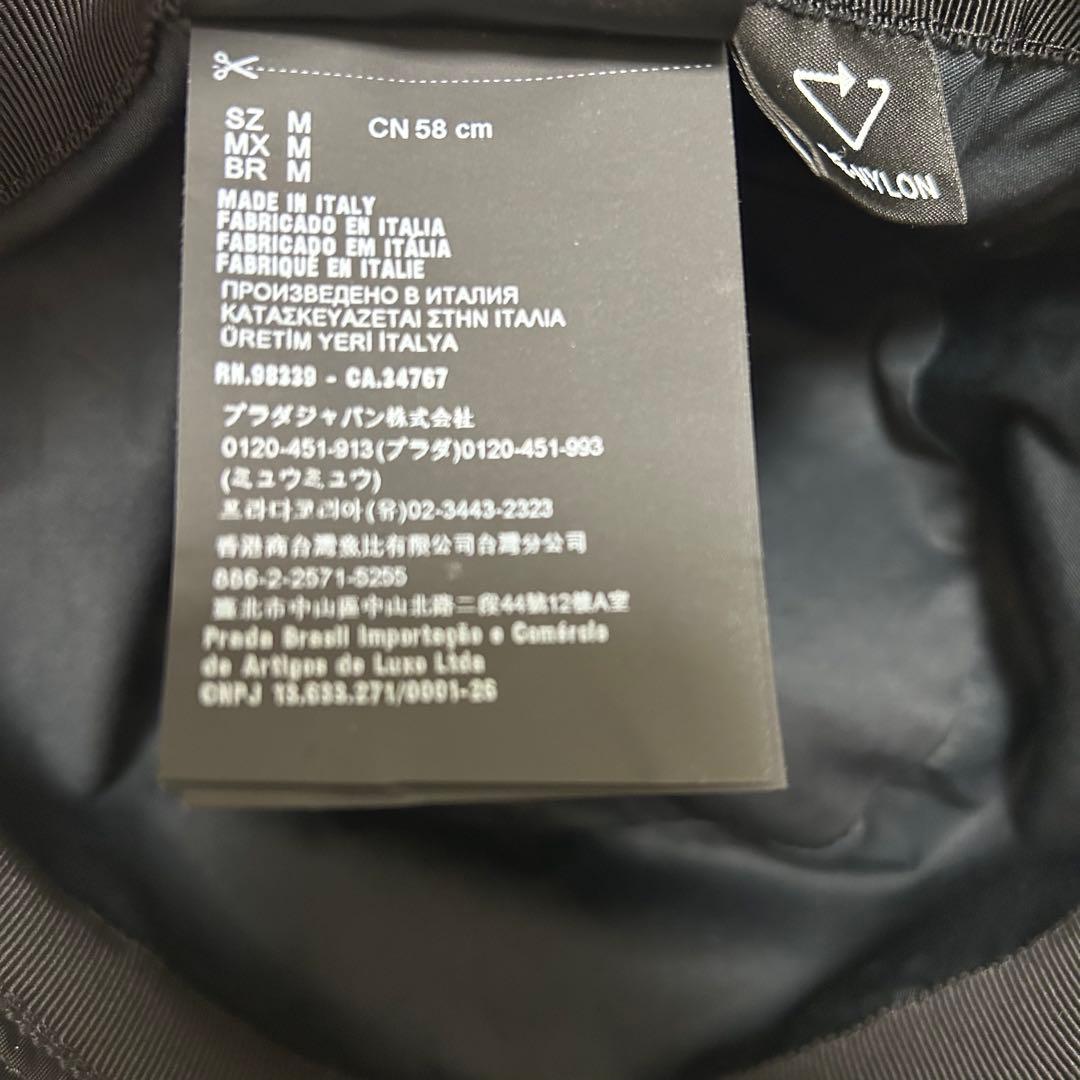 SZ M CN 58 cm
MX M
BR M
MADE IN ITALY
FABRICADO EN ITALIA
FABRICADO EM ITÁLIA
FABRIQUÉ EN ITALIE
ПРОИЗВЕДЕНО В ИТАЛИЯ
ΚΑΤΑΣΚΕΥΑΖΕΤΑΙ ΣΤΗΝ ΙΤΑΛΙΑ
ÜRETİM YERİ İTALYA
RN.98339 - CA.34767
プラダジャパン株式会社
0120-451-913(プラダ)0120-451-993
(ミュウミュウ)
프라다코리아(유)02-3443-2323
香港商台灣象比有限公司台灣分公司
886-2-2571-5255
臺北市中山區中山北路二段44號12樓A室
Prada Brasil Importação e Comércio
de Artigos de Luxo Ltda
CNPJ 13.633.271/0001-26
NYLON